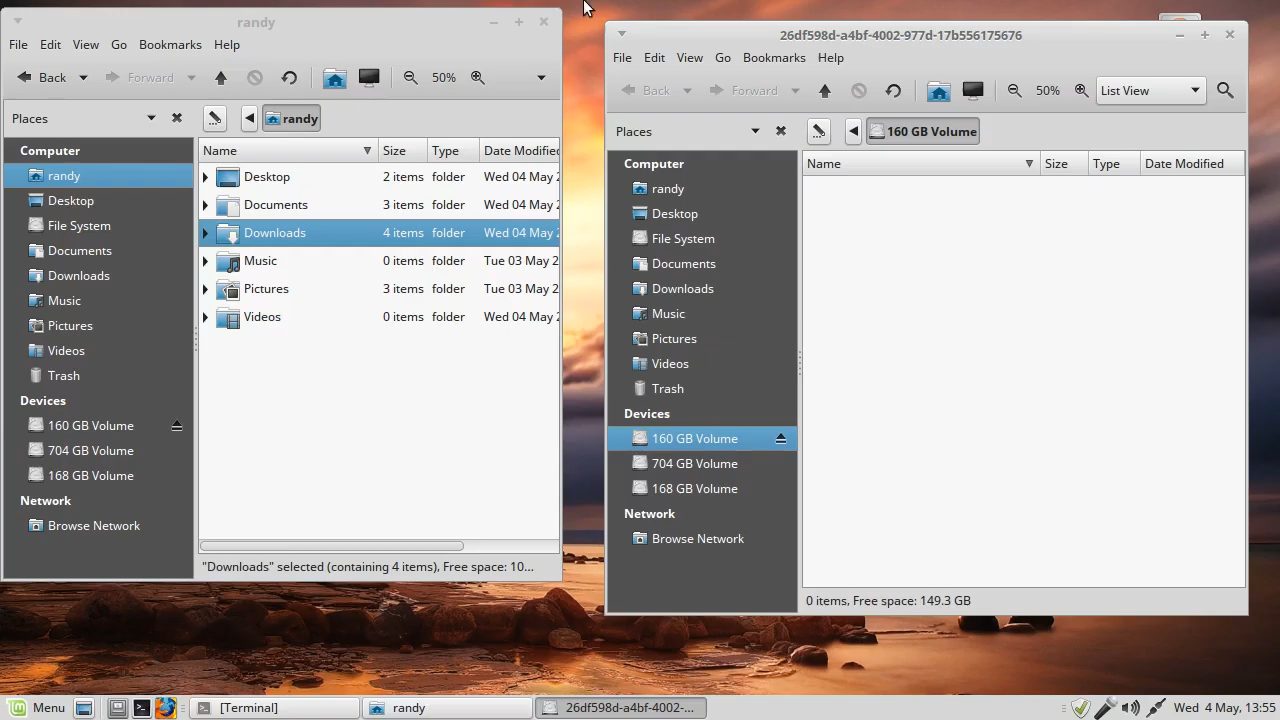 randy
File Edit View Go Bookmarks Help
Back Forward 50%
Places
randy
Computer
randy
Desktop
File System
Documents
Downloads
Music
Pictures
Videos
Trash
Devices
160 GB Volume
704 GB Volume
168 GB Volume
Network
Browse Network
Name Size Type Date Modified
Desktop 2 items folder Wed 04 May 2
Documents 3 items folder Wed 04 May 2
Downloads 4 items folder Wed 04 May 2
Music 0 items folder Tue 03 May 2
Pictures 3 items folder Tue 03 May 2
Videos 0 items folder Wed 04 May 2
"Downloads" selected (containing 4 items), Free space: 10...
26df598d-a4bf-4002-977d-17b556175676
File Edit View Go Bookmarks Help
Back Forward 50% List View
Places
160 GB Volume
Computer
randy
Desktop
File System
Documents
Downloads
Music
Pictures
Videos
Trash
Devices
160 GB Volume
704 GB Volume
168 GB Volume
Network
Browse Network
Name Size Type Date Modified
0 items, Free space: 149.3 GB
Menu [Terminal] randy 26df598d-a4bf-4002-... Wed 4 May, 13:55